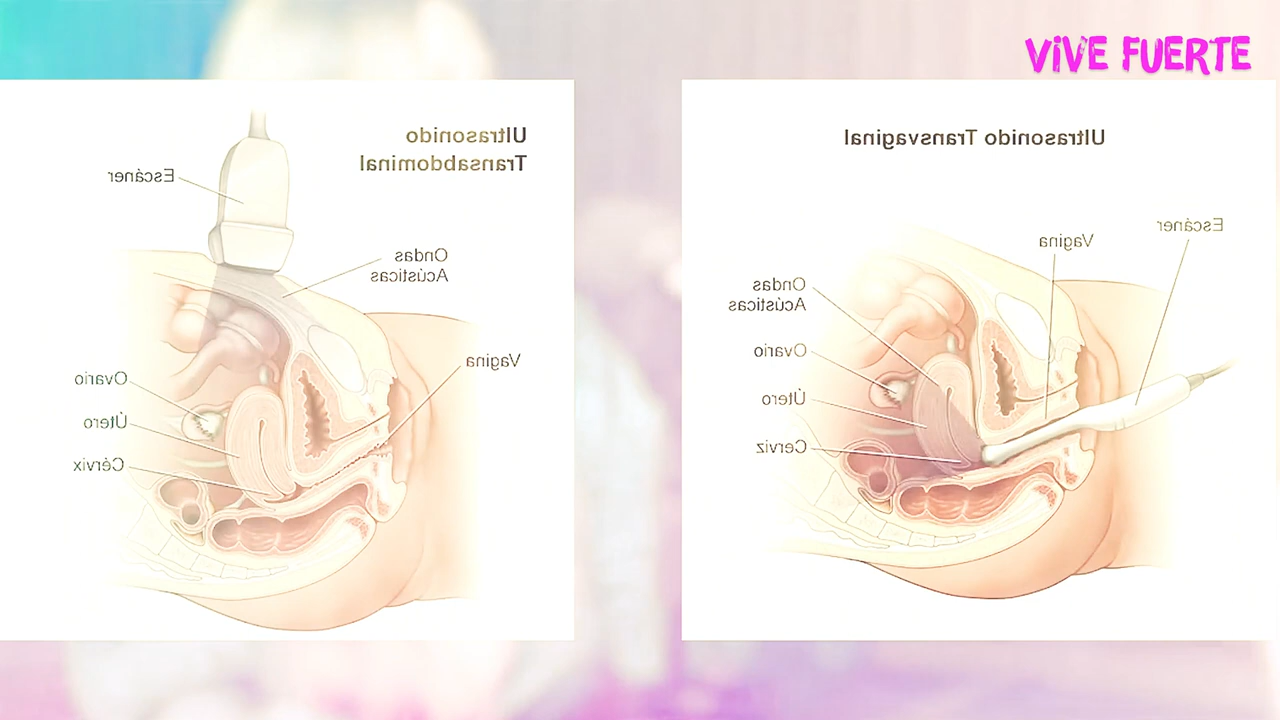 VIVE FUERTE
Ultrasonido
Transabdominal
Escáner
Ondas
Acústicas
Vagina
Ovario
Útero
Cérvix
Ultrasonido Transvaginal
Escáner
Vagina
Ondas
Acústicas
Ovario
Útero
Cerviz